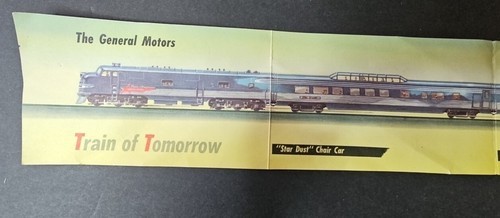 The General Motors
Train of Tomorrow
"Star Dust" Chair Car